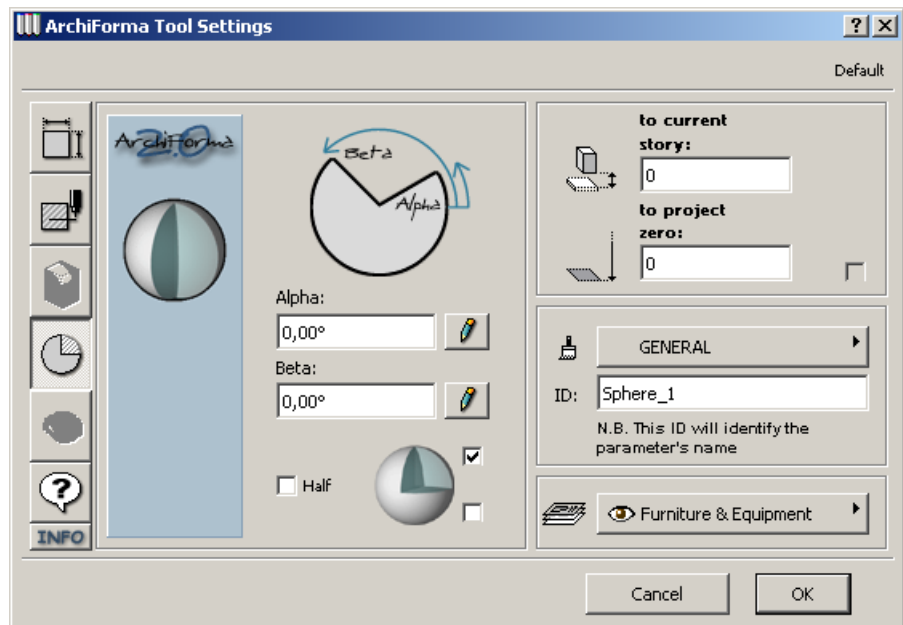 ArchiForma Tool Settings
Default
ArchiForma
2.0
Beta
Alpha
Alpha:
0,00°
Beta:
0,00°
Half
INFO
to current
story:
0
to project
zero:
0
GENERAL
ID:
Sphere_1
N.B. This ID will identify the
parameter's name
Furniture & Equipment
Cancel
OK